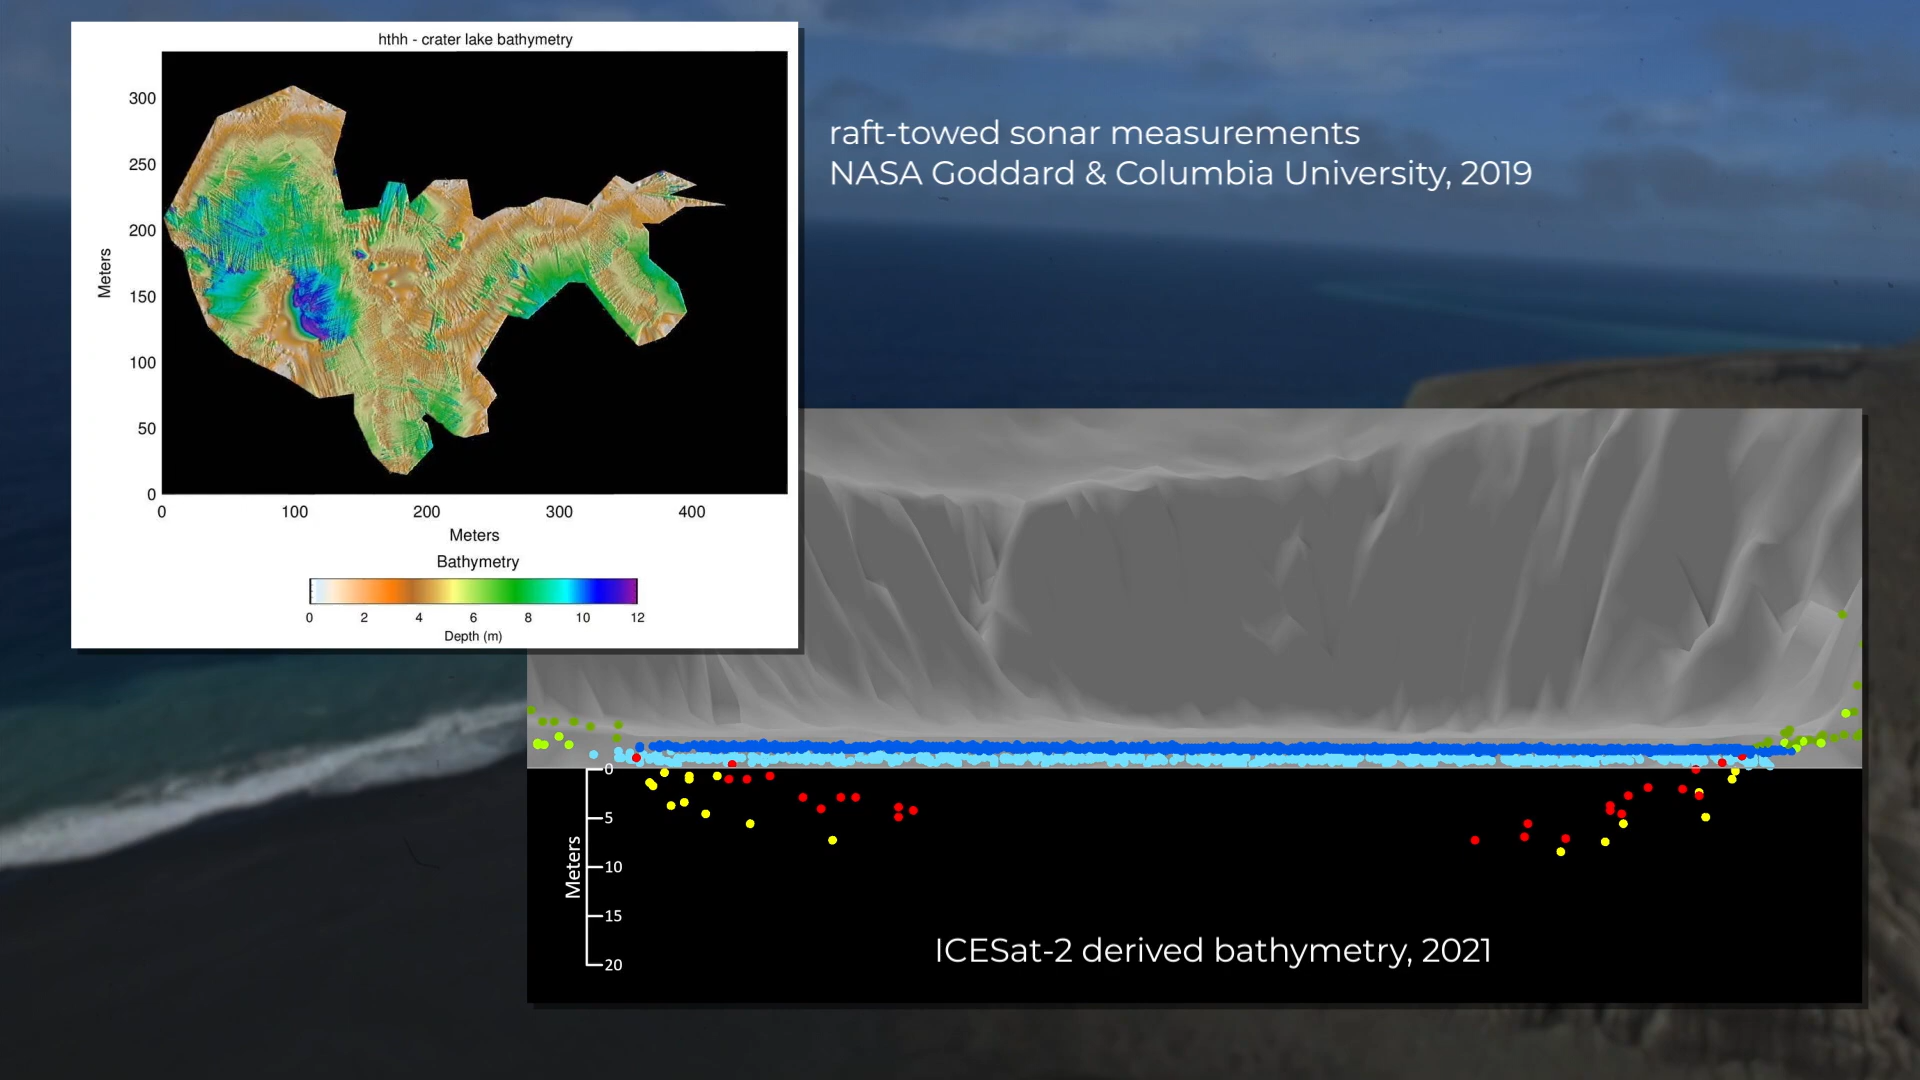 hthh - crater lake bathymetry
300
250
200
150
100
50
0
Meters
0 100 200 300 400
Meters
Bathymetry
0 2 4 6 8 10 12
Depth (m)
raft-towed sonar measurements
NASA Goddard & Columbia University, 2019
0
5
10
15
20
Meters
ICESat-2 derived bathymetry, 2021